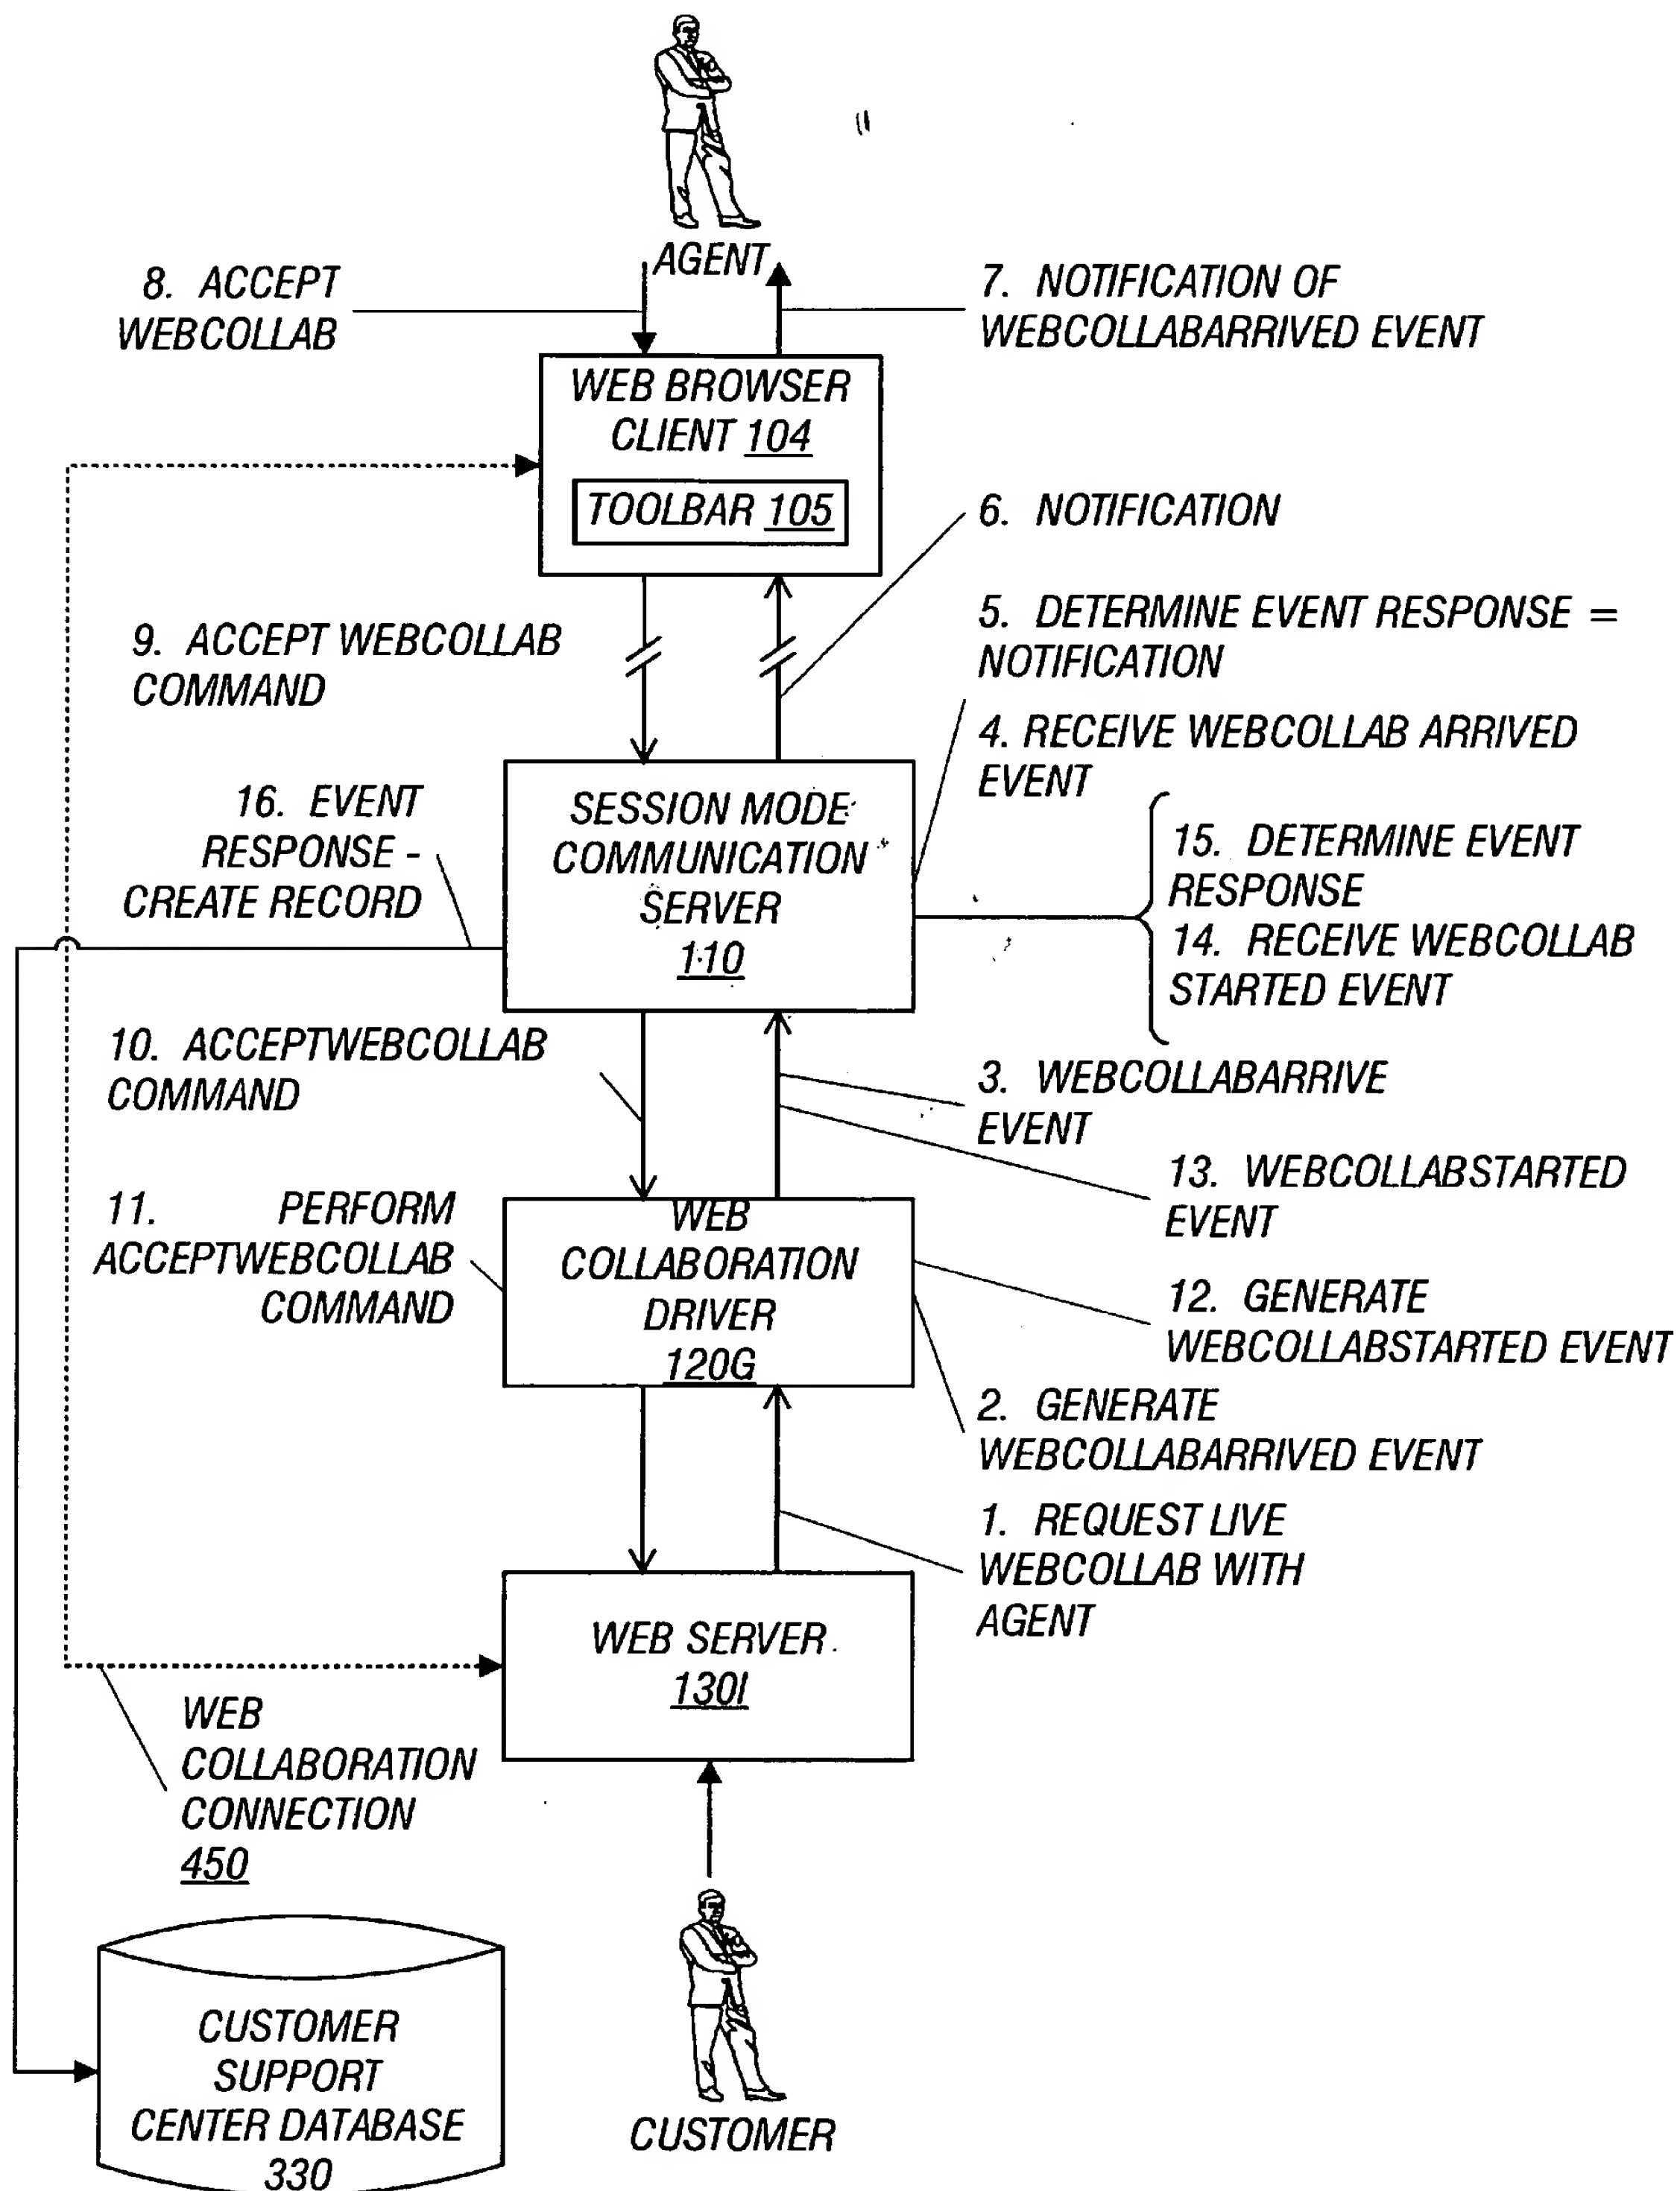 AGENT
8. ACCEPT
WEBCOLLAB
7. NOTIFICATION OF
WEBCOLLABARRIVED EVENT
WEB BROWSER
CLIENT 104
TOOLBAR 105
6. NOTIFICATION
5. DETERMINE EVENT RESPONSE =
NOTIFICATION
9. ACCEPT WEBCOLLAB
COMMAND
4. RECEIVE WEBCOLLAB ARRIVED
EVENT
16. EVENT
RESPONSE -
CREATE RECORD
SESSION MODE
COMMUNICATION
SERVER
110
15. DETERMINE EVENT
RESPONSE
14. RECEIVE WEBCOLLAB
STARTED EVENT
10. ACCEPTWEBCOLLAB
COMMAND
3. WEBCOLLABARRIVE
EVENT
13. WEBCOLLABSTARTED
EVENT
11. PERFORM
ACCEPTWEBCOLLAB
COMMAND
WEB
COLLABORATION
DRIVER
120G
12. GENERATE
WEBCOLLABSTARTED EVENT
2. GENERATE
WEBCOLLABARRIVED EVENT
1. REQUEST LIVE
WEBCOLLAB WITH
AGENT
WEB SERVER
130I
WEB
COLLABORATION
CONNECTION
450
CUSTOMER
SUPPORT
CENTER DATABASE
330
CUSTOMER